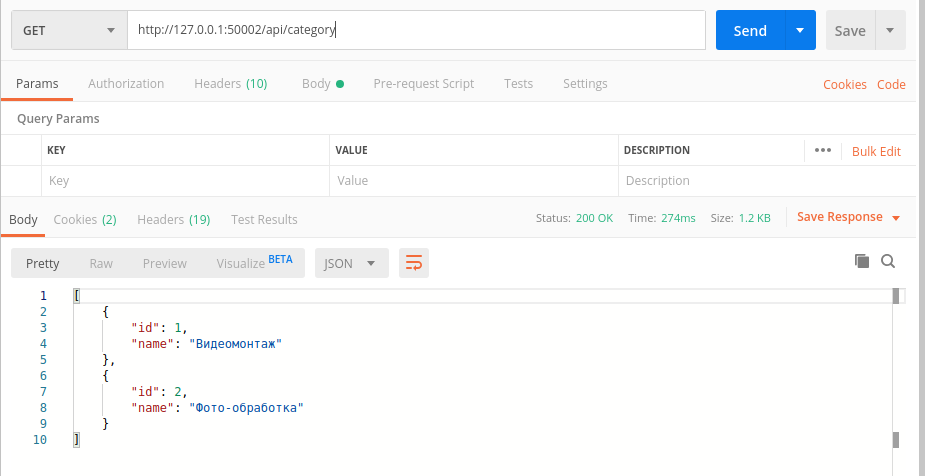 GET http://127.0.0.1:50002/api/category Send Save
Params Authorization Headers (10) Body Pre-request Script Tests Settings Cookies Code
Query Params
KEY VALUE DESCRIPTION ••• Bulk Edit
Key Value Description
Body Cookies (2) Headers (19) Test Results Status: 200 OK Time: 274ms Size: 1.2 KB Save Response
Pretty Raw Preview Visualize BETA JSON
1 [
2 {
3 "id": 1,
4 "name": "Видеомонтаж"
5 },
6 {
7 "id": 2,
8 "name": "Фото-обработка"
9 }
10 ]